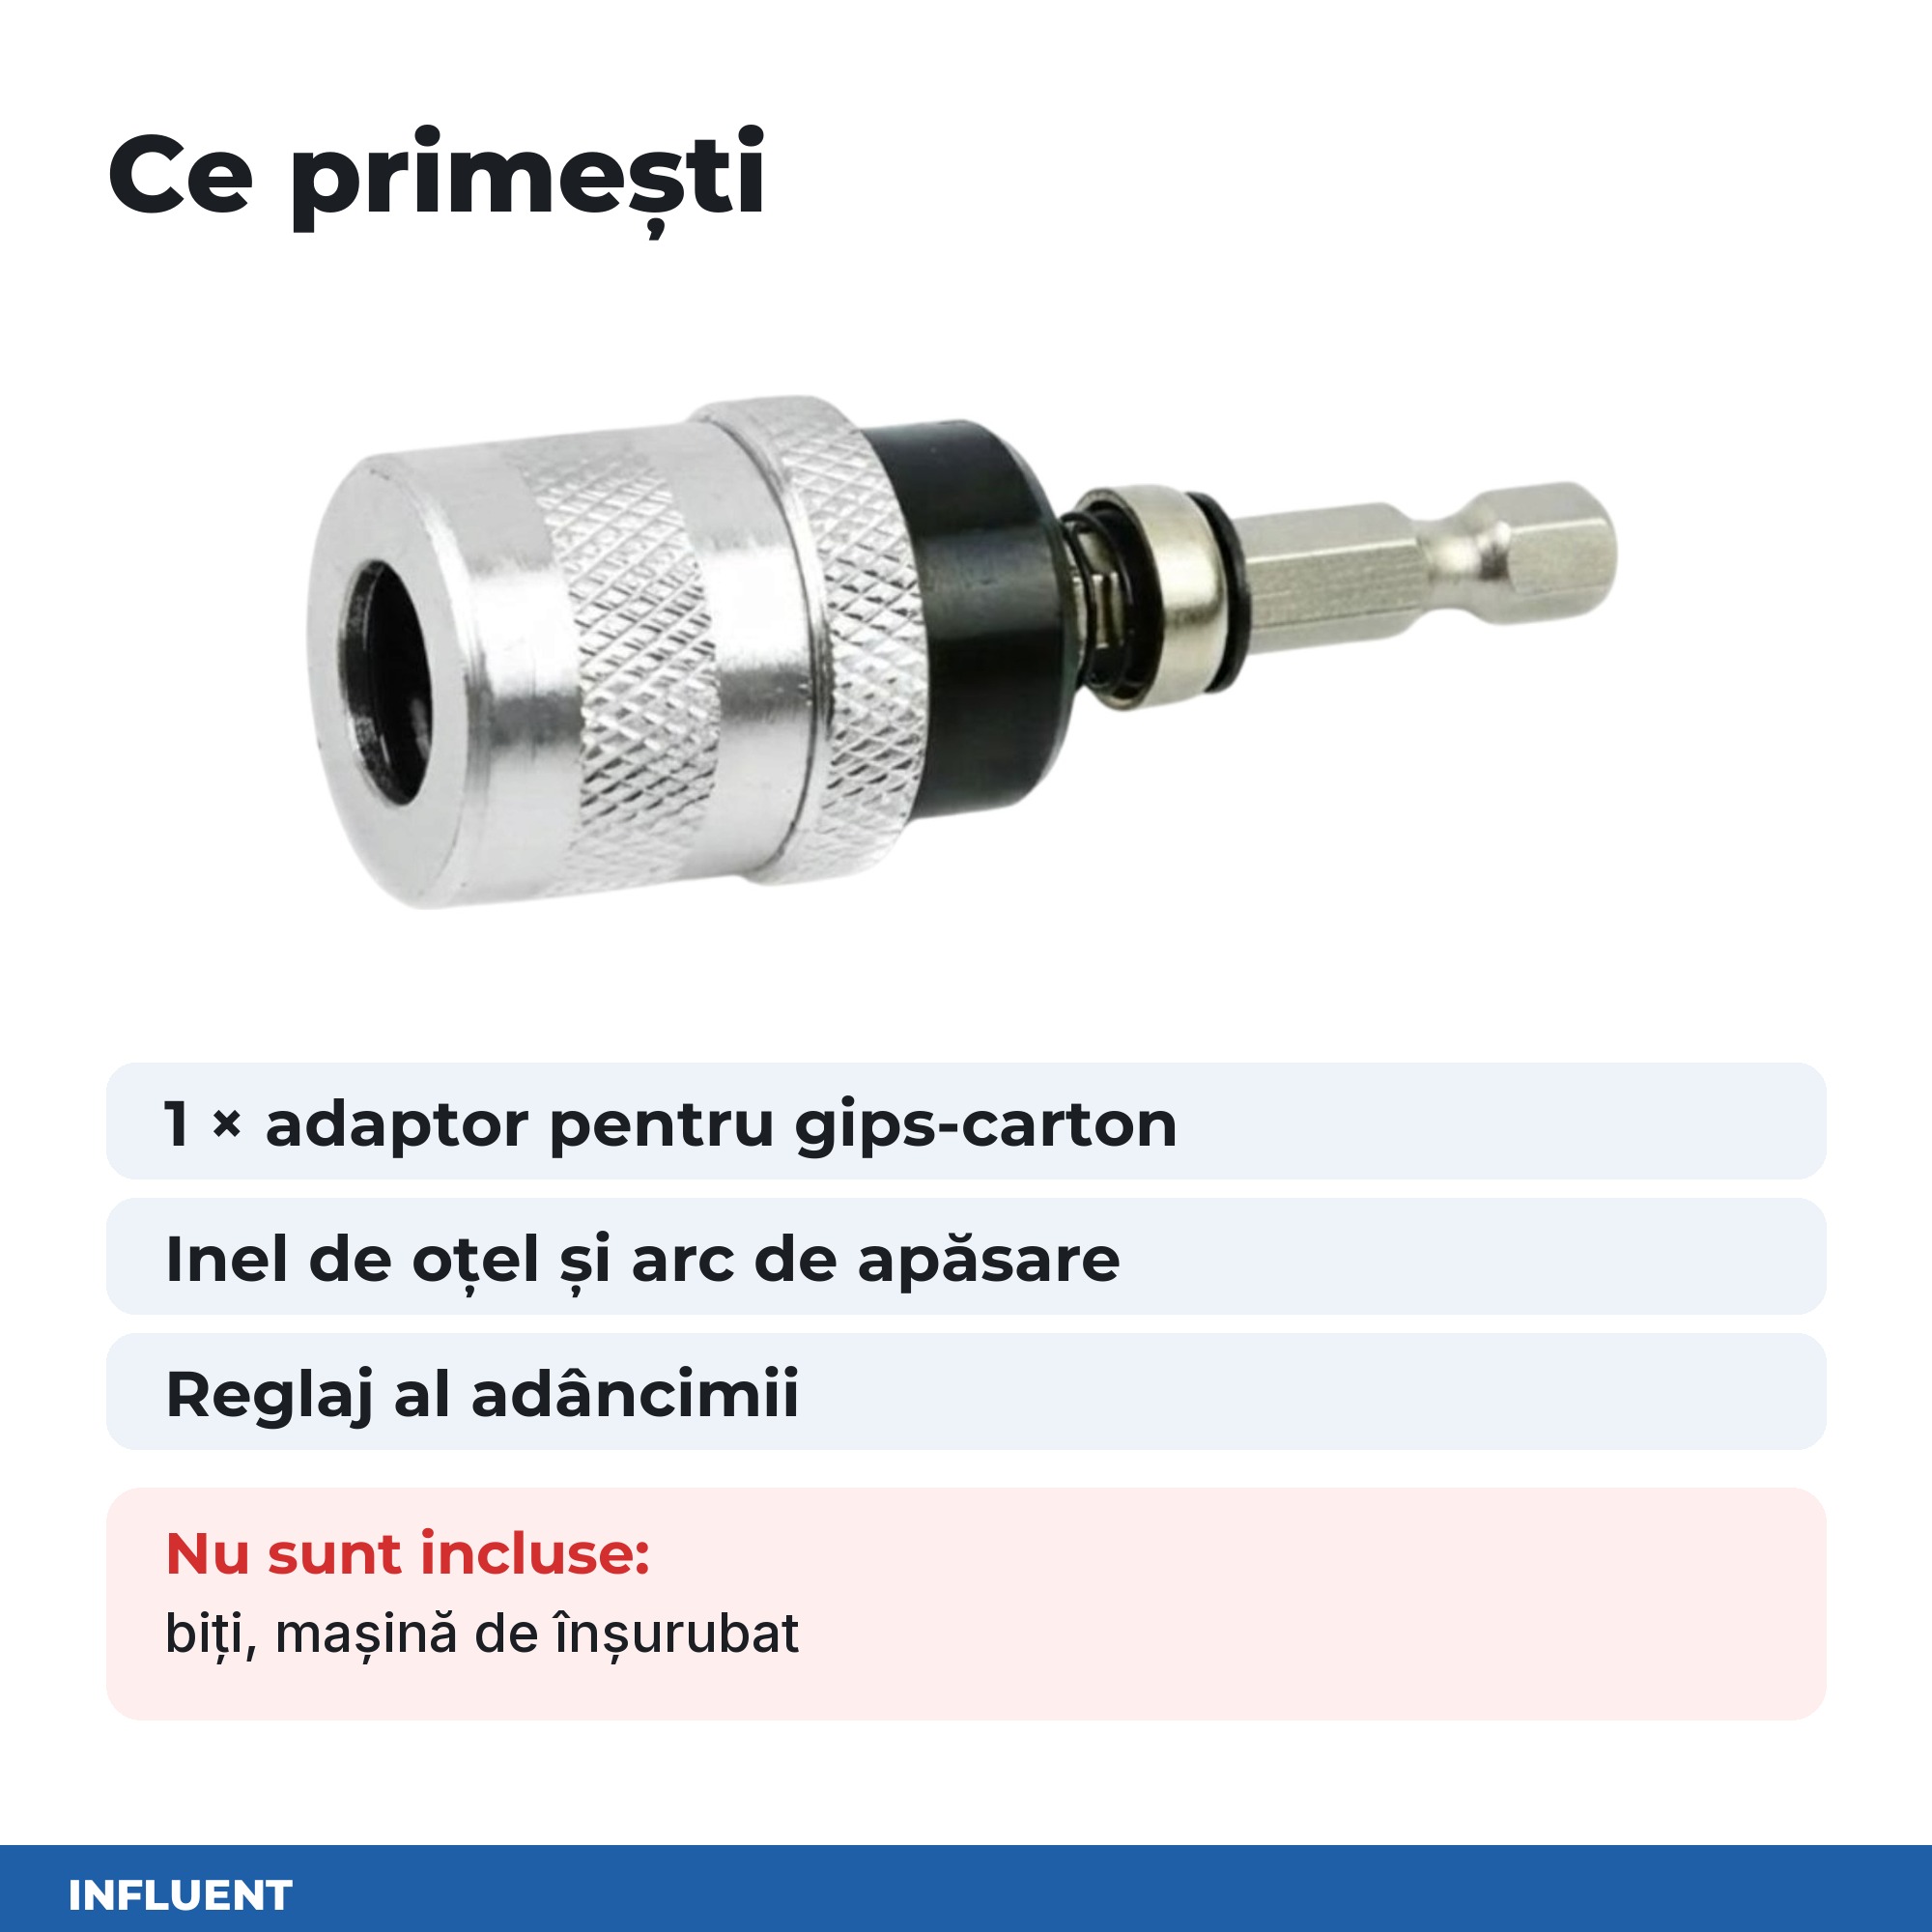 Ce primești
1 × adaptor pentru gips-carton
Inel de oțel și arc de apăsare
Reglaj al adâncimii
Nu sunt incluse:
biți, mașină de înșurubat
INFLUENT